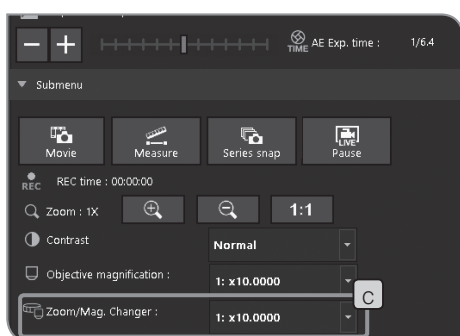 TIME AE Exp. time : 1/6.4
Submenu
Movie Measure Series snap LIVE Pause
REC REC time : 00:00:00
Zoom : 1X 1:1
Contrast Normal
Objective magnification : 1: x10.0000
C
Zoom/Mag. Changer : 1: x10.0000